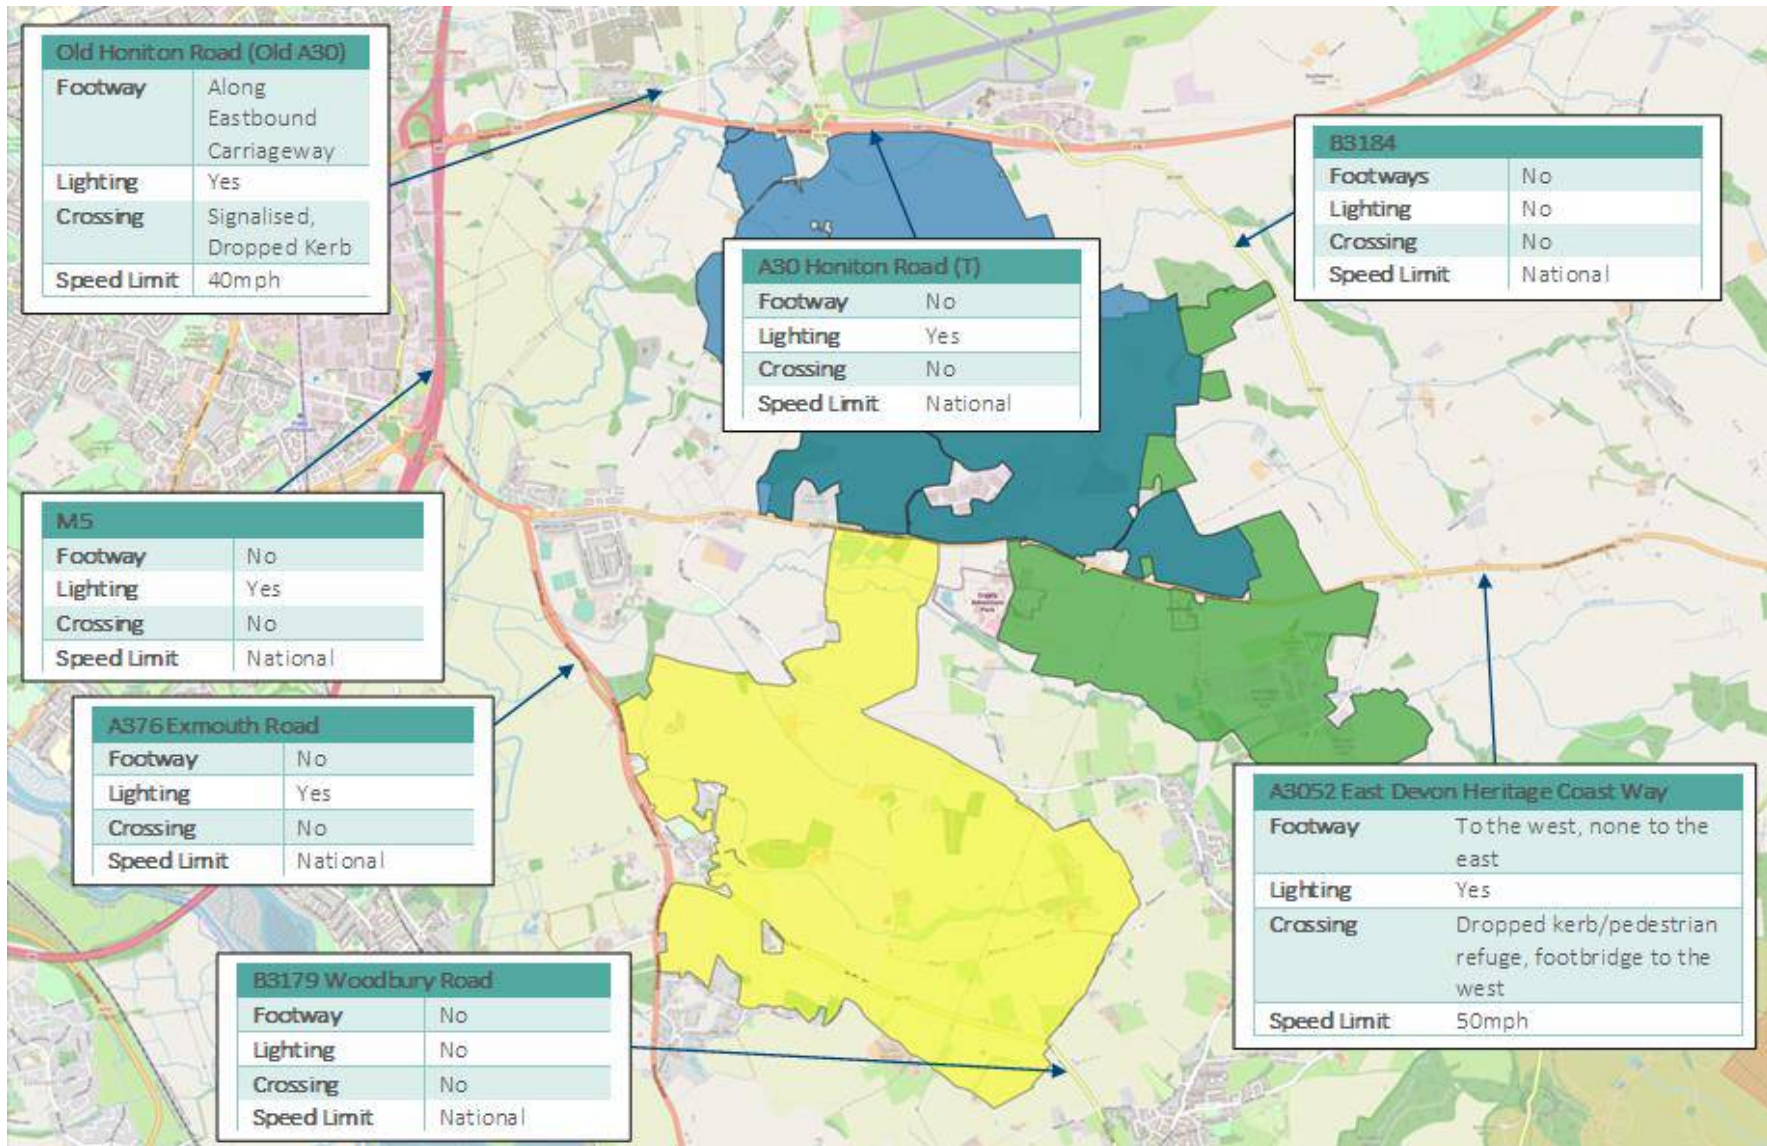 Old Honiton Road (Old A30)
Footway Along
Eastbound
Carriageway
Lighting Yes
Crossing Signalised,
Dropped Kerb
Speed Limit 40mph
B3184
Footways No
Lighting No
Crossing No
Speed Limit National
A30 Honiton Road (T)
Footway No
Lighting Yes
Crossing No
Speed Limit National
M5
Footway No
Lighting Yes
Crossing No
Speed Limit National
A376 Exmouth Road
Footway No
Lighting Yes
Crossing No
Speed Limit National
A3052 East Devon Heritage Coast Way
Footway To the west, none to the
east
Lighting Yes
Crossing Dropped kerb/pedestrian
refuge, footbridge to the
west
Speed Limit 50mph
B3179 Woodbury Road
Footway No
Lighting No
Crossing No
Speed Limit National